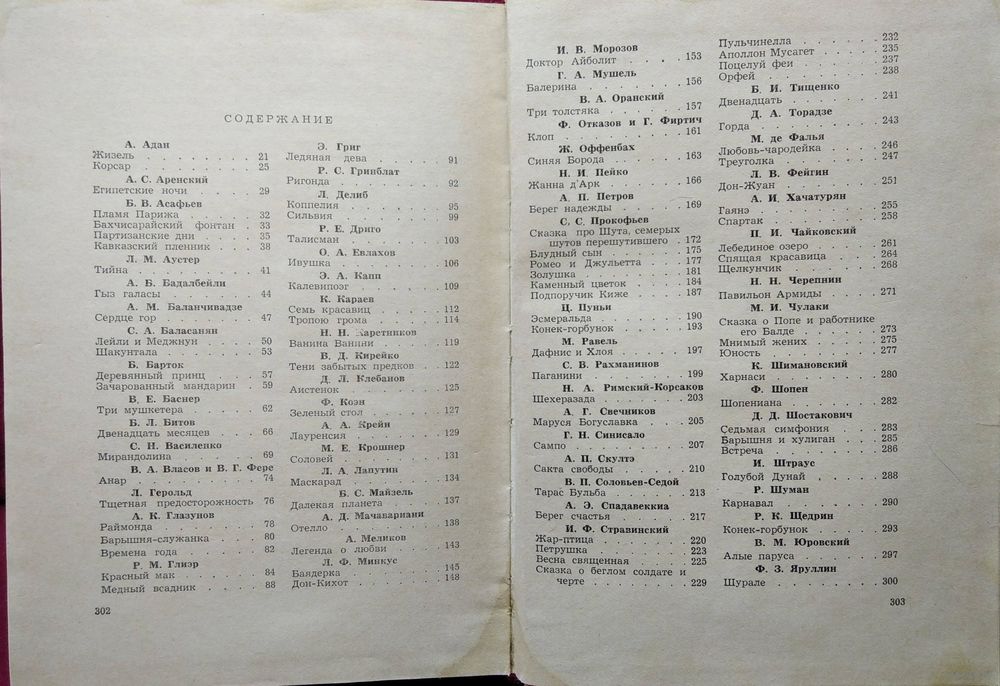 СОДЕРЖАНИЕ
А. Адан
Жизель . . . . . . . . 21
Корсар . . . . . . . . 25
А. С. Аренский
Египетские ночи . . . . 29
Б. В. Асафьев
Пламя Парижа . . . . . 32
Бахчисарайский фонтан . 33
Партизанские дни . . . . 35
Кавказский пленник . . . 38
Л. М. Аустер
Тийна . . . . . . . . 41
А. Б. Бадалбейли
Гыз галасы . . . . . . 44
А. М. Баланчивадзе
Сердце гор . . . . . . 47
С. А. Баласанян
Лейли и Меджнун . . . . 50
Шакунтала . . . . . . 53
Б. Барток
Деревянный принц . . . . 57
Зачарованный мандарин . 59
В. Е. Баснер
Три мушкетера . . . . . 62
Б. Л. Битов
Двенадцать месяцев . . . 66
С. Н. Василенко
Мирандолина . . . . . . 69
В. А. Власов и В. Г. Фере
Анар . . . . . . . . 74
Л. Герольд
Тщетная предосторожность 76
А. К. Глазунов
Раймонда . . . . . . . 78
Барышня-служанка . . . . 80
Времена года . . . . . . 82
Р. М. Глиэр
Красный мак . . . . . . 84
Медный всадник . . . . . 88
302
Э. Григ
Ледяная дева . . . . . . 91
Р. С. Гринблат
Ригонда . . . . . . . 92
Л. Делиб
Коппелия . . . . . . . 95
Сильвия . . . . . . . 99
Р. Е. Дриго
Талисман . . . . . . . 103
О. А. Евлахов
Ивушка . . . . . . . 106
Э. А. Капп
Калевипоэг . . . . . . 109
К. Караев
Семь красавиц . . . . . 112
Тропою грома . . . . . 114
Н. Н. Каретников
Ванина Ванини . . . . . 119
В. Д. Кирейко
Тени забытых предков . . 122
Д. Л. Клебанов
Аистенок . . . . . . . 125
Ф. Коэн
Зеленый стол . . . . . . 127
А. А. Крейн
Лауренсия . . . . . . . 129
М. Е. Крошнер
Соловей . . . . . . . 131
Л. А. Лапутин
Маскарад . . . . . . . 134
Б. С. Майзель
Далекая планета . . . . 137
А. Д. Мачавариани
Отелло . . . . . . . 138
А. Меликов
Легенда о любви . . . . 143
Л. Ф. Минкус
Баядерка . . . . . . . 145
Дон-Кихот . . . . . . . 148
И. В. Морозов
Доктор Айболит . . . . 153
Г. А. Мушель
Балерина . . . . . . . 156
В. А. Оранский
Три толстяка . . . . . . 157
Ф. Отказов и Г. Фиртич
Клоп . . . . . . . . 161
Ж. Оффенбах
Синяя Борода . . . . . . 163
Н. И. Пейко
Жанна д'Арк . . . . . . 166
А. П. Петров
Берег надежды . . . . . 169
С. С. Прокофьев
Сказка про Шута, семерых
шутов перешутившего . 172
Блудный сын . . . . . . 175
Ромео и Джульетта . . . . 177
Золушка . . . . . . . 181
Каменный цветок . . . . 184
Подпоручик Киже . . . . 187
Ц. Пуньи
Эсмеральда . . . . . . 190
Конек-горбунок . . . . . 193
М. Равель
Дафнис и Хлоя . . . . . 197
С. В. Рахманинов
Паганини . . . . . . . 199
Н. А. Римский-Корсаков
Шехеразада . . . . . . 203
А. Г. Свечников
Маруся Богуславка . . . 205
Г. Н. Синисало
Сампо . . . . . . . . 207
А. П. Скултэ
Сакта свободы . . . . . 210
В. П. Соловьев-Седой
Тарас Бульба . . . . . . 213
А. Э. Спадавеккиа
Берег счастья . . . . . . 217
И. Ф. Стравинский
Жар-птица . . . . . . . 220
Петрушка . . . . . . . 223
Весна священная . . . . 225
Сказка о беглом солдате и
черте . . . . . . . 229
Пульчинелла . . . . . . 232
Аполлон Мусагет . . . . 235
Поцелуй феи . . . . . . 237
Орфей . . . . . . . . 238
Б. И. Тищенко
Двенадцать . . . . . . . 241
Д. А. Торадзе
Горда . . . . . . . . 243
М. де Фалья
Любовь-чародейка . . . . 246
Треуголка . . . . . . . 247
Л. В. Фейгин
Дон-Жуан . . . . . . . 251
А. И. Хачатурян
Гаянэ . . . . . . . . 255
Спартак . . . . . . . 258
П. И. Чайковский
Лебединое озеро . . . . 261
Спящая красавица . . . . 264
Щелкунчик . . . . . . . 268
Н. Н. Черепнин
Павильон Армиды . . . . 271
М. И. Чулаки
Сказка о Попе и работнике
его Балде . . . . . . 273
Мнимый жених . . . . . 275
Юность . . . . . . . 277
К. Шимановский
Харнаси . . . . . . . 280
Ф. Шопен
Шопениана . . . . . . . 282
Д. Д. Шостакович
Седьмая симфония . . . . 283
Барышня и хулиган . . . 285
Встреча . . . . . . . 286
И. Штраус
Голубой Дунай . . . . . 288
Р. Шуман
Карнавал . . . . . . . 290
Р. К. Щедрин
Конек-горбунок . . . . . 293
В. М. Юровский
Алые паруса . . . . . . 297
Ф. З. Яруллин
Шурале . . . . . . . 300
303